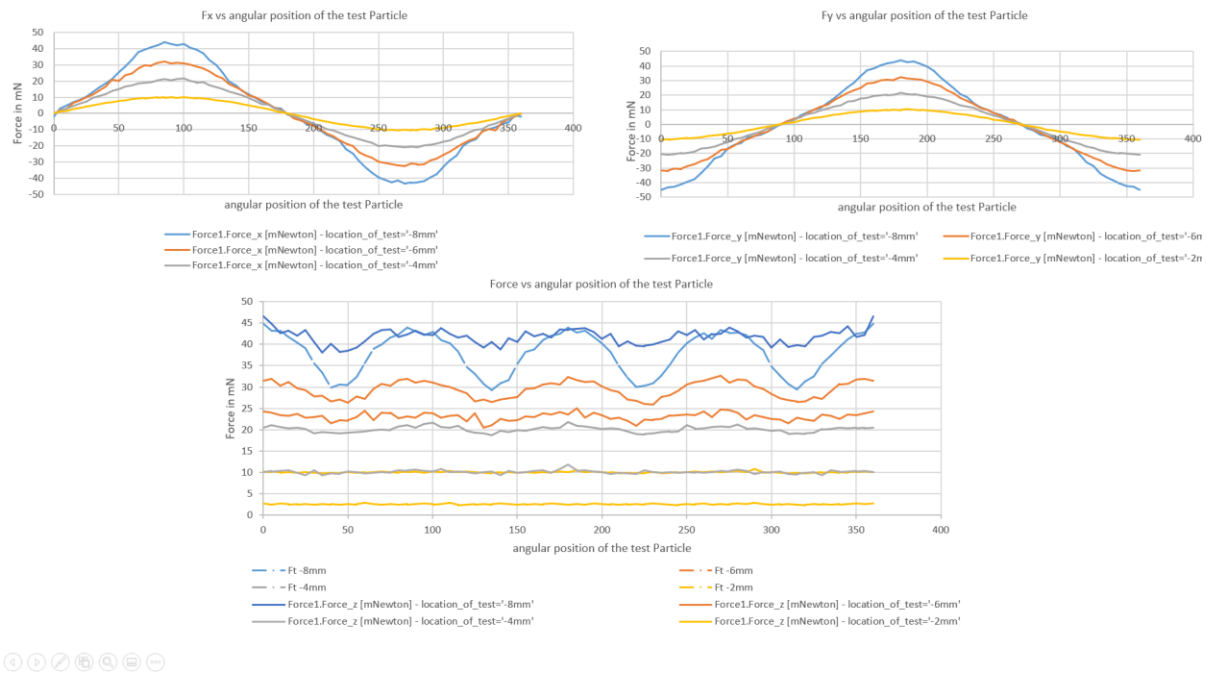 Fx vs angular position of the test Particle
Force in mN
50
40
30
20
10
0
-10
-20
-30
-40
-50
0 50 100 150 200 250 300 350 400
angular position of the test Particle
Force1.Force_x [mNewton] - location_of_test='-8mm'
Force1.Force_x [mNewton] - location_of_test='-6mm'
Force1.Force_x [mNewton] - location_of_test='-4mm'
Fy vs angular position of the test Particle
Force in mN
50
40
30
20
10
0
-10
-20
-30
-40
-50
0 100 200 300 400
angular position of the test Particle
Force1.Force_y [mNewton] - location_of_test='-8mm' Force1.Force_y [mNewton] - location_of_test='-6m
Force1.Force_y [mNewton] - location_of_test='-4mm' Force1.Force_y [mNewton] - location_of_test='-2m
Force vs angular position of the test Particle
Force in mN
50
45
40
35
30
25
20
15
10
5
0
0 50 100 150 200 250 300 350 400
angular position of the test Particle
Ft -8mm Ft -6mm
Ft -4mm Ft -2mm
Force1.Force_z [mNewton] - location_of_test='-8mm' Force1.Force_z [mNewton] - location_of_test='-6mm'
Force1.Force_z [mNewton] - location_of_test='-4mm' Force1.Force_z [mNewton] - location_of_test='-2mm'